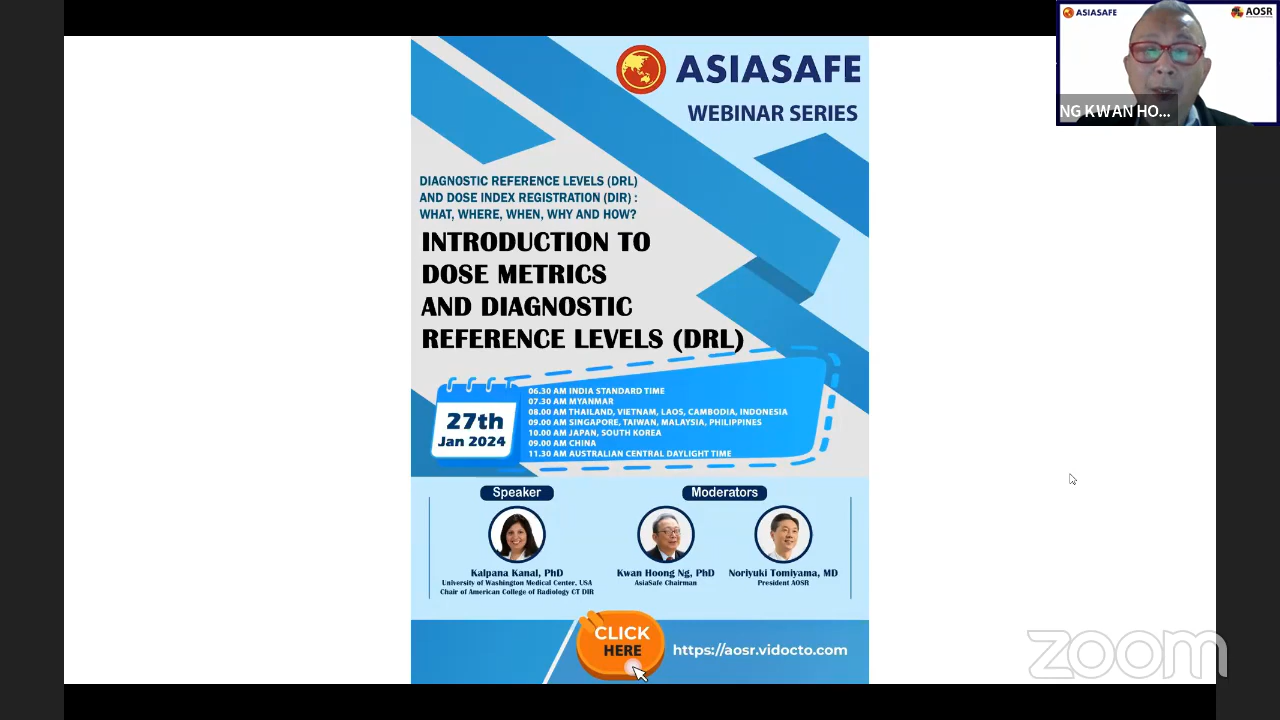 ASIASAFE
AOSR
NG KWAN HO...
ASIASAFE
WEBINAR SERIES
DIAGNOSTIC REFERENCE LEVELS (DRL)
AND DOSE INDEX REGISTRATION (DIR) :
WHAT, WHERE, WHEN, WHY AND HOW?
INTRODUCTION TO
DOSE METRICS
AND DIAGNOSTIC
REFERENCE LEVELS (DRL)
27th
Jan 2024
06.30 AM INDIA STANDARD TIME
07.30 AM MYANMAR
08.00 AM THAILAND, VIETNAM, LAOS, CAMBODIA, INDONESIA
09.00 AM SINGAPORE, TAIWAN, MALAYSIA, PHILIPPINES
10.00 AM JAPAN, SOUTH KOREA
09.00 AM CHINA
11.30 AM AUSTRALIAN CENTRAL DAYLIGHT TIME
Speaker
Kalpana Kanal, PhD
University of Washington Medical Center, USA
Chair of American College of Radiology CT DIR
Moderators
Kwan Hoong Ng, PhD
AsiaSafe Chairman
Noriyuki Tomiyama, MD
President AOSR
CLICK
HERE
https://aosr.vidocto.com
zoom